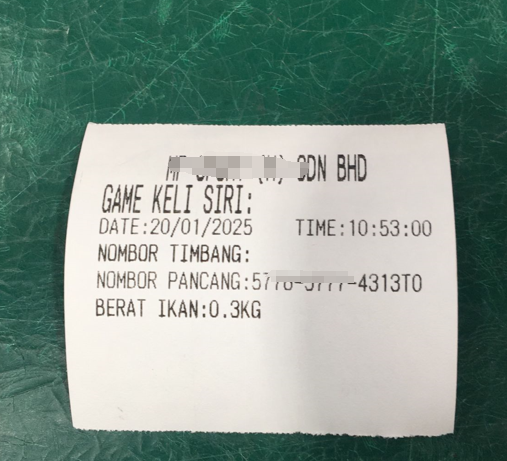 (M) SDN BHD
GAME KELI SIRI:
DATE:20/01/2025 TIME:10:53:00
NOMBOR TIMBANG:
NOMBOR PANCANG:
BERAT IKAN:0.3KG